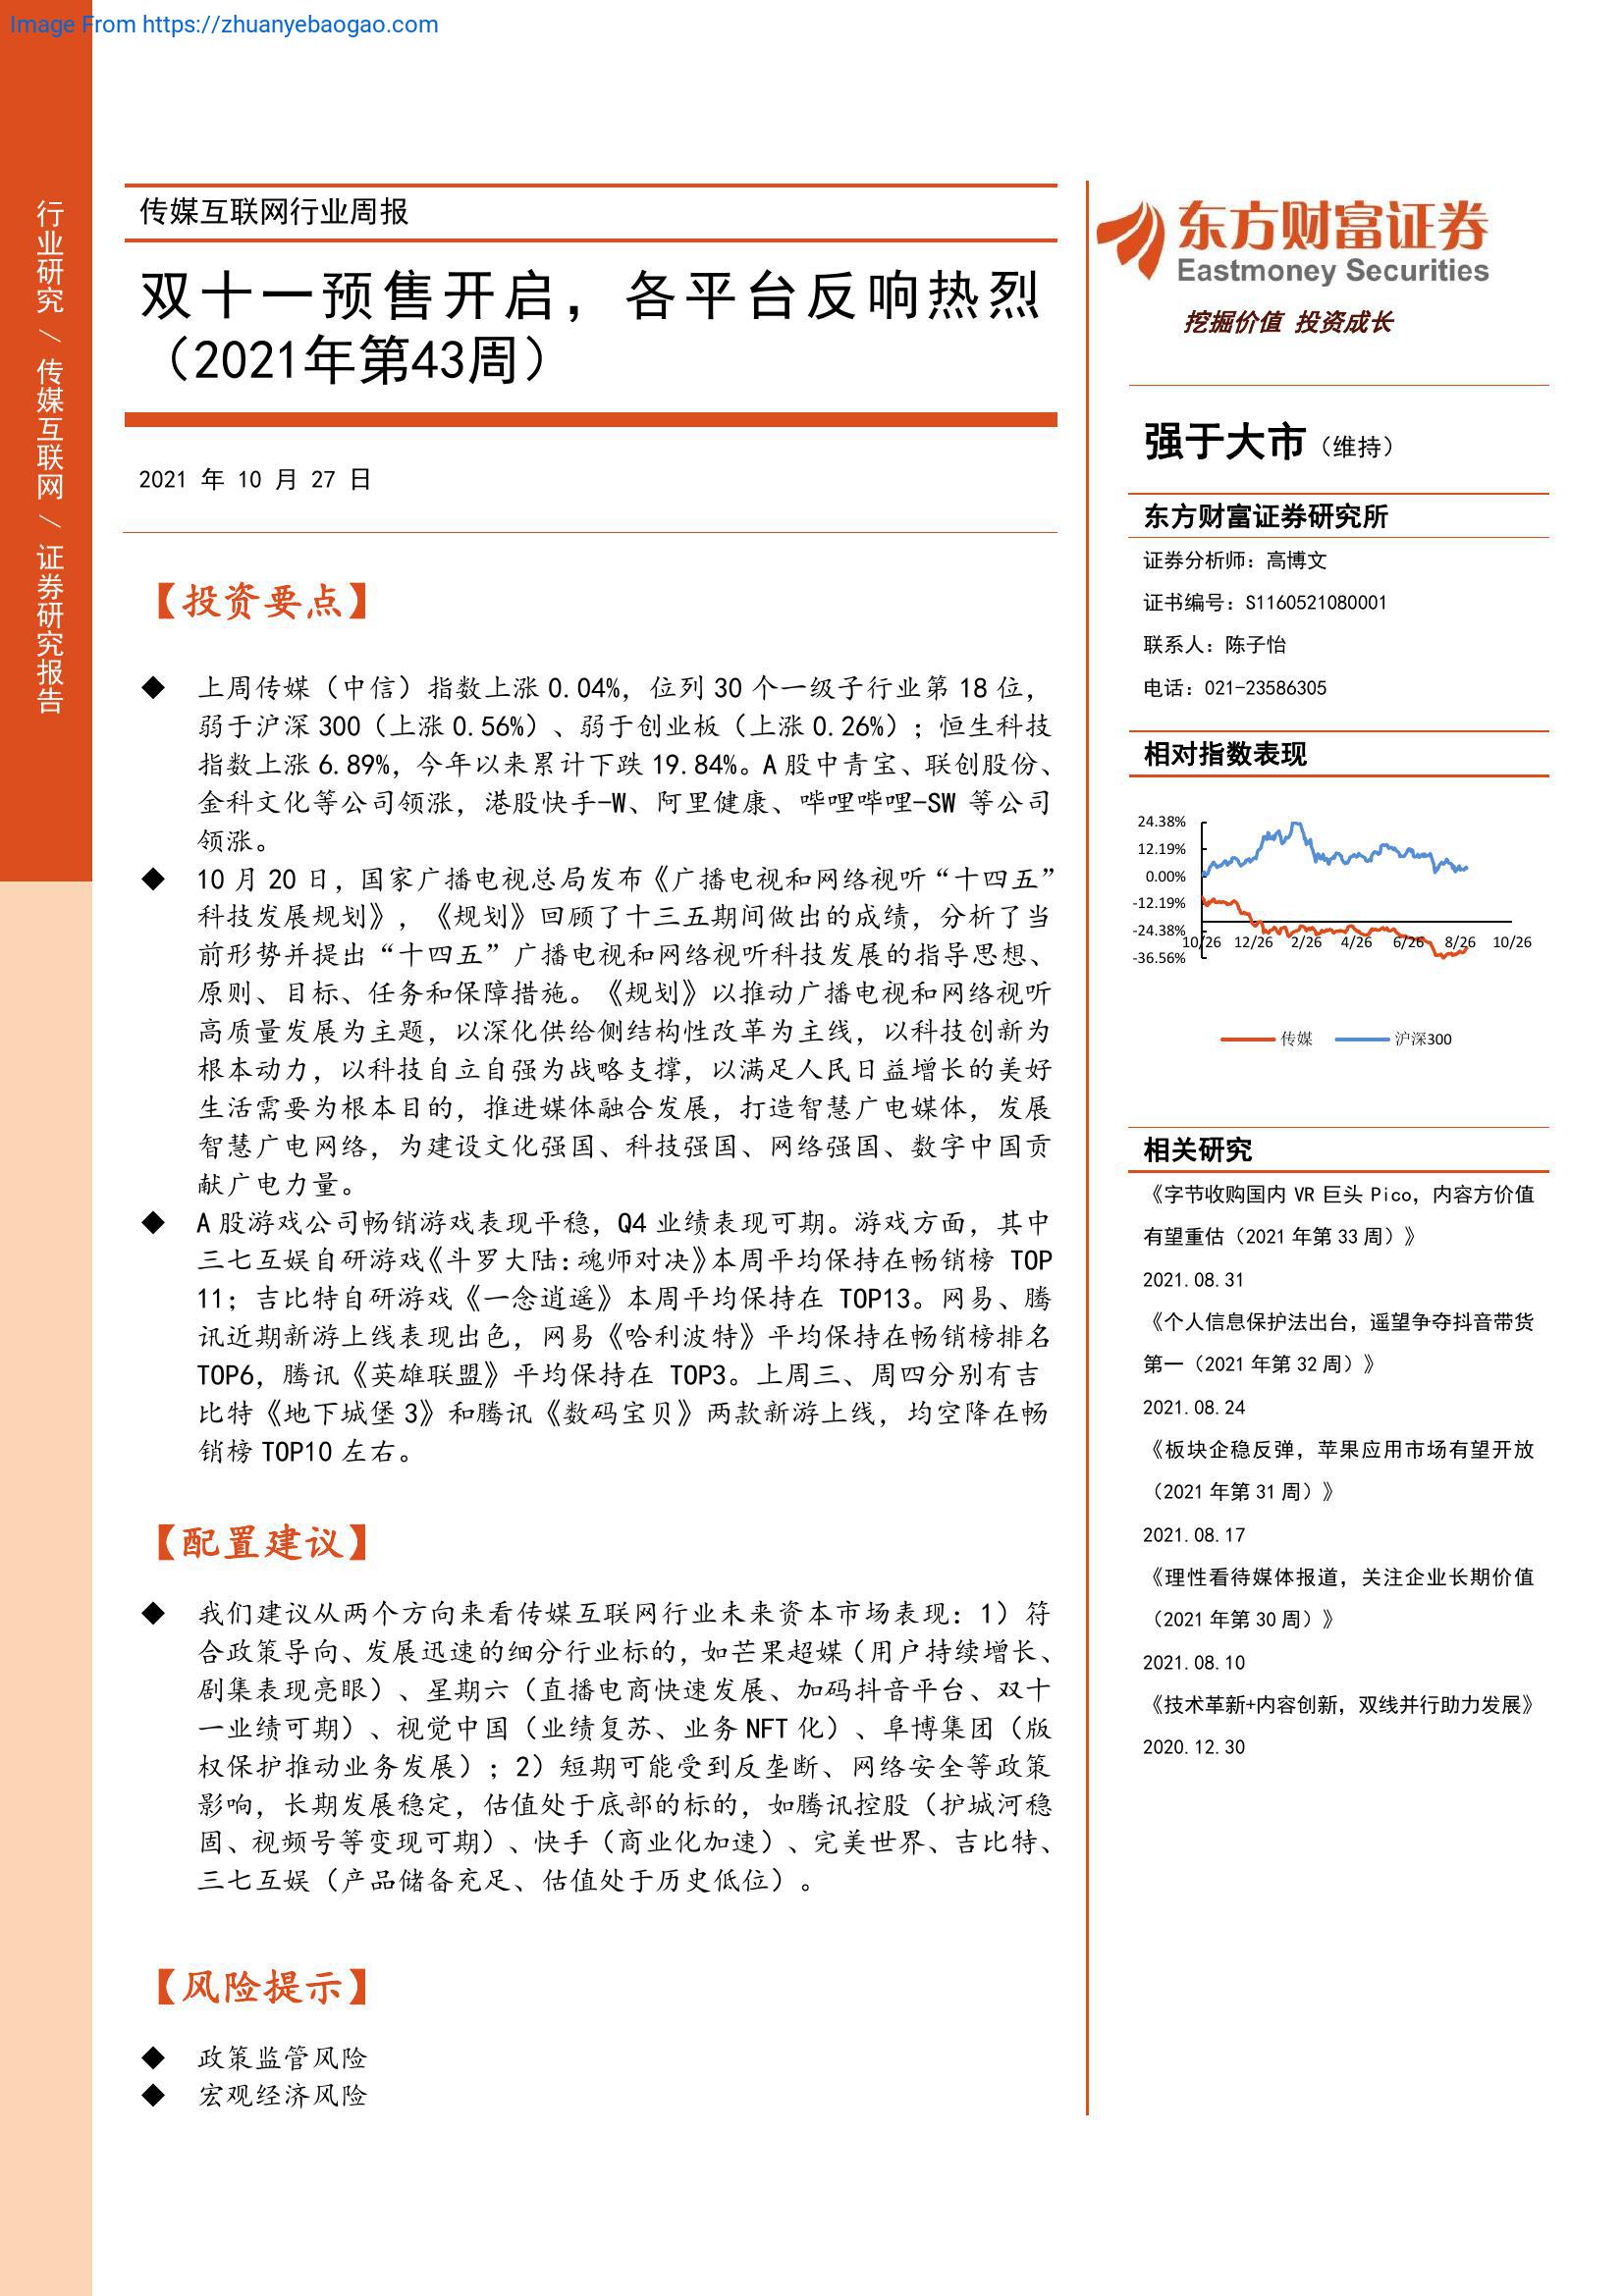 Image From https://zhuanyebaogao.com
行业研究 / 传媒互联网 / 证券研究报告
传媒互联网行业周报
双十一预售开启，各平台反响热烈
（2021年第43周）
2021 年 10 月 27 日
【投资要点】
◆ 上周传媒（中信）指数上涨 0.04%，位列 30 个一级子行业第 18 位，
弱于沪深 300（上涨 0.56%）、弱于创业板（上涨 0.26%）；恒生科技
指数上涨 6.89%，今年以来累计下跌 19.84%。A 股中青宝、联创股份、
金科文化等公司领涨，港股快手-W、阿里健康、哔哩哔哩-SW 等公司
领涨。
◆ 10 月 20 日，国家广播电视总局发布《广播电视和网络视听“十四五”
科技发展规划》，《规划》回顾了十三五期间做出的成绩，分析了当
前形势并提出“十四五”广播电视和网络视听科技发展的指导思想、
原则、目标、任务和保障措施。《规划》以推动广播电视和网络视听
高质量发展为主题，以深化供给侧结构性改革为主线，以科技创新为
根本动力，以科技自立自强为战略支撑，以满足人民日益增长的美好
生活需要为根本目的，推进媒体融合发展，打造智慧广电媒体，发展
智慧广电网络，为建设文化强国、科技强国、网络强国、数字中国贡
献广电力量。
◆ A 股游戏公司畅销游戏表现平稳，Q4 业绩表现可期。游戏方面，其中
三七互娱自研游戏《斗罗大陆：魂师对决》本周平均保持在畅销榜 TOP
11；吉比特自研游戏《一念逍遥》本周平均保持在 TOP13。网易、腾
讯近期新游上线表现出色，网易《哈利波特》平均保持在畅销榜排名
TOP6，腾讯《英雄联盟》平均保持在 TOP3。上周三、周四分别有吉
比特《地下城堡 3》和腾讯《数码宝贝》两款新游上线，均空降在畅
销榜 TOP10 左右。
【配置建议】
◆ 我们建议从两个方向来看传媒互联网行业未来资本市场表现：1）符
合政策导向、发展迅速的细分行业标的，如芒果超媒（用户持续增长、
剧集表现亮眼）、星期六（直播电商快速发展、加码抖音平台、双十
一业绩可期）、视觉中国（业绩复苏、业务 NFT 化）、阜博集团（版
权保护推动业务发展）；2）短期可能受到反垄断、网络安全等政策
影响，长期发展稳定，估值处于底部的标的，如腾讯控股（护城河稳
固、视频号等变现可期）、快手（商业化加速）、完美世界、吉比特、
三七互娱（产品储备充足、估值处于历史低位）。
【风险提示】
◆ 政策监管风险
◆ 宏观经济风险
东方财富证券
Eastmoney Securities
挖掘价值 投资成长
强于大市（维持）
东方财富证券研究所
证券分析师：高博文
证书编号：S1160521080001
联系人：陈子怡
电话：021-23586305
相对指数表现
24.38%
12.19%
0.00%
-12.19%
-24.38%
-36.56%
10/26 12/26 2/26 4/26 6/26 8/26 10/26
传媒 沪深300
相关研究
《字节收购国内 VR 巨头 Pico，内容方价值
有望重估（2021 年第 33 周）》
2021.08.31
《个人信息保护法出台，遥望争夺抖音带货
第一（2021 年第 32 周）》
2021.08.24
《板块企稳反弹，苹果应用市场有望开放
（2021 年第 31 周）》
2021.08.17
《理性看待媒体报道，关注企业长期价值
（2021 年第 30 周）》
2021.08.10
《技术革新+内容创新，双线并行助力发展》
2020.12.30